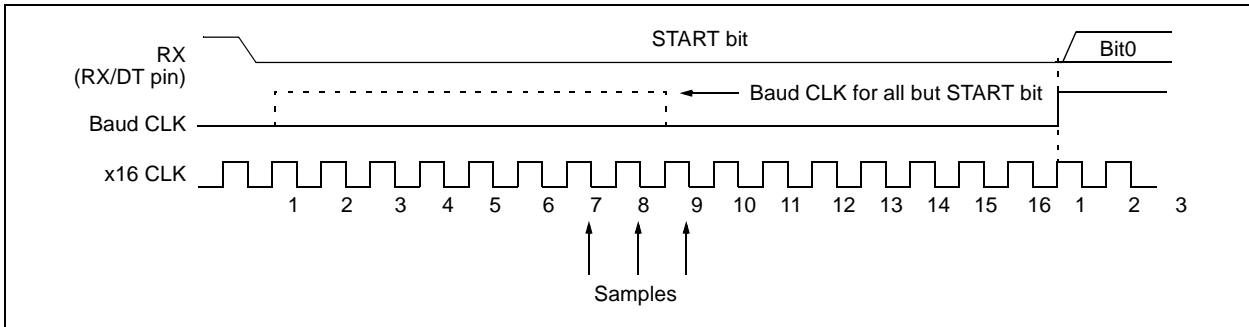 START bit
RX
(RX/DT pin)
Bit0
Baud CLK for all but START bit
Baud CLK
x16 CLK
1 2 3 4 5 6 7 8 9 10 11 12 13 14 15 16 1 2 3
Samples